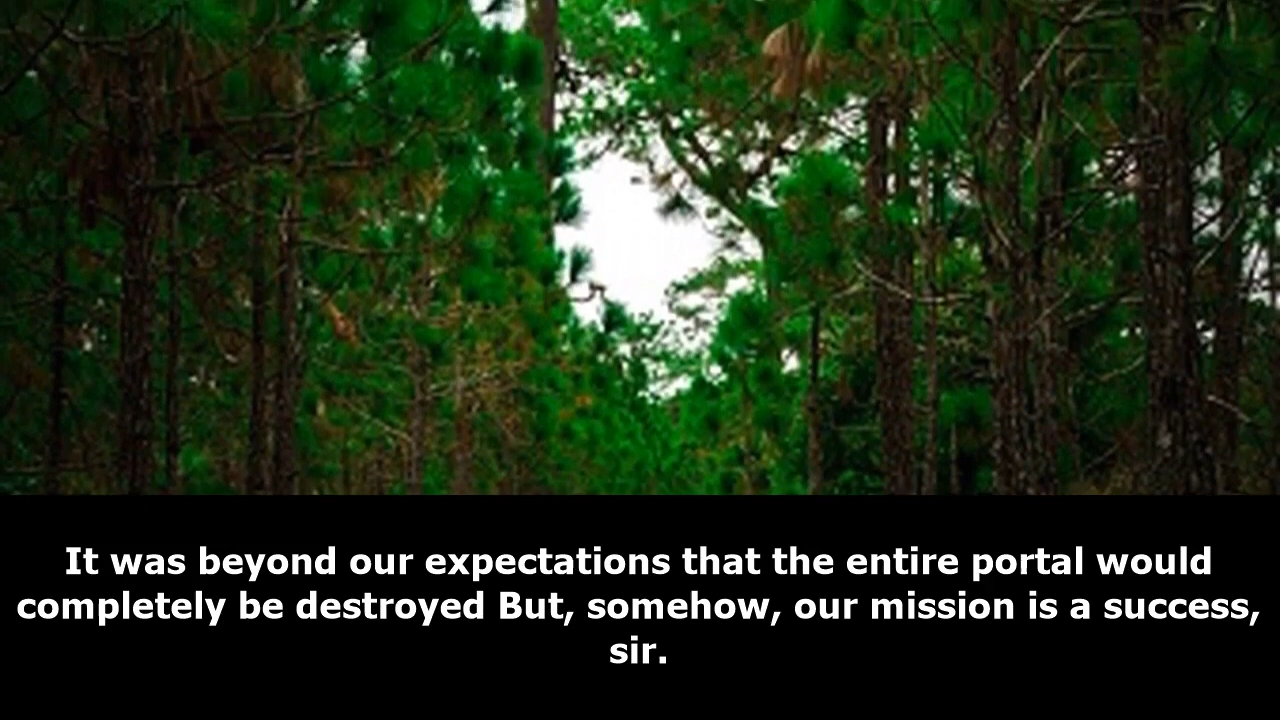 It was beyond our expectations that the entire portal would
completely be destroyed But, somehow, our mission is a success,
sir.